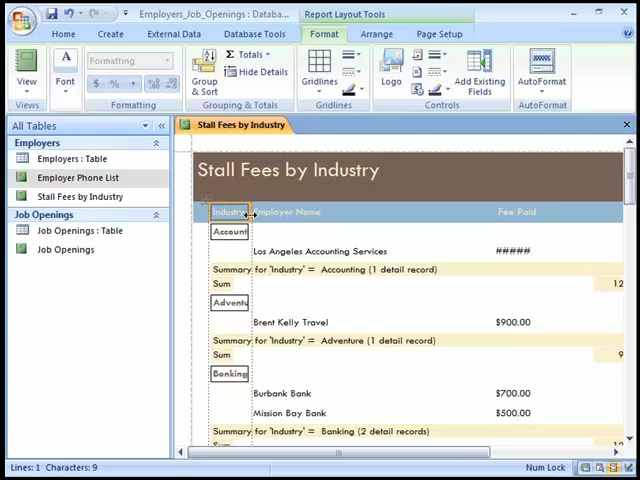 Employers_Job_Openings : Databas...
Report Layout Tools
Home
Create
External Data
Database Tools
Format
Arrange
Page Setup
View
Views
Font
Formatting
$ % ,
Formatting
Group & Sort
Σ Totals
Hide Details
Grouping & Totals
Gridlines
Gridlines
Logo
Add Existing Fields
Controls
AutoFormat
AutoFormat
All Tables
Employers
Employers : Table
Employer Phone List
Stall Fees by Industry
Job Openings
Job Openings : Table
Job Openings
Stall Fees by Industry
Stall Fees by Industry
Industry Employer Name Fee Paid
Account
Los Angeles Accounting Services #####
Summary for 'Industry' = Accounting (1 detail record)
Sum 12
Adventu
Brent Kelly Travel $900.00
Summary for 'Industry' = Adventure (1 detail record)
Sum 9
Banking
Burbank Bank $700.00
Mission Bay Bank $500.00
Summary for 'Industry' = Banking (2 detail records)
Sum 12
Lines: 1 Characters: 9
Num Lock